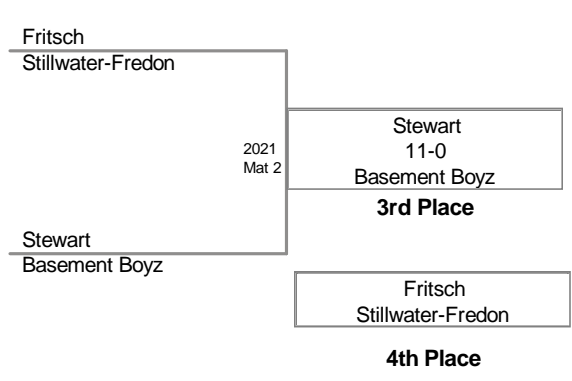 Fritsch
Stillwater-Fredon
2021
Mat 2
Stewart
11-0
Basement Boyz
3rd Place
Stewart
Basement Boyz
Fritsch
Stillwater-Fredon
4th Place